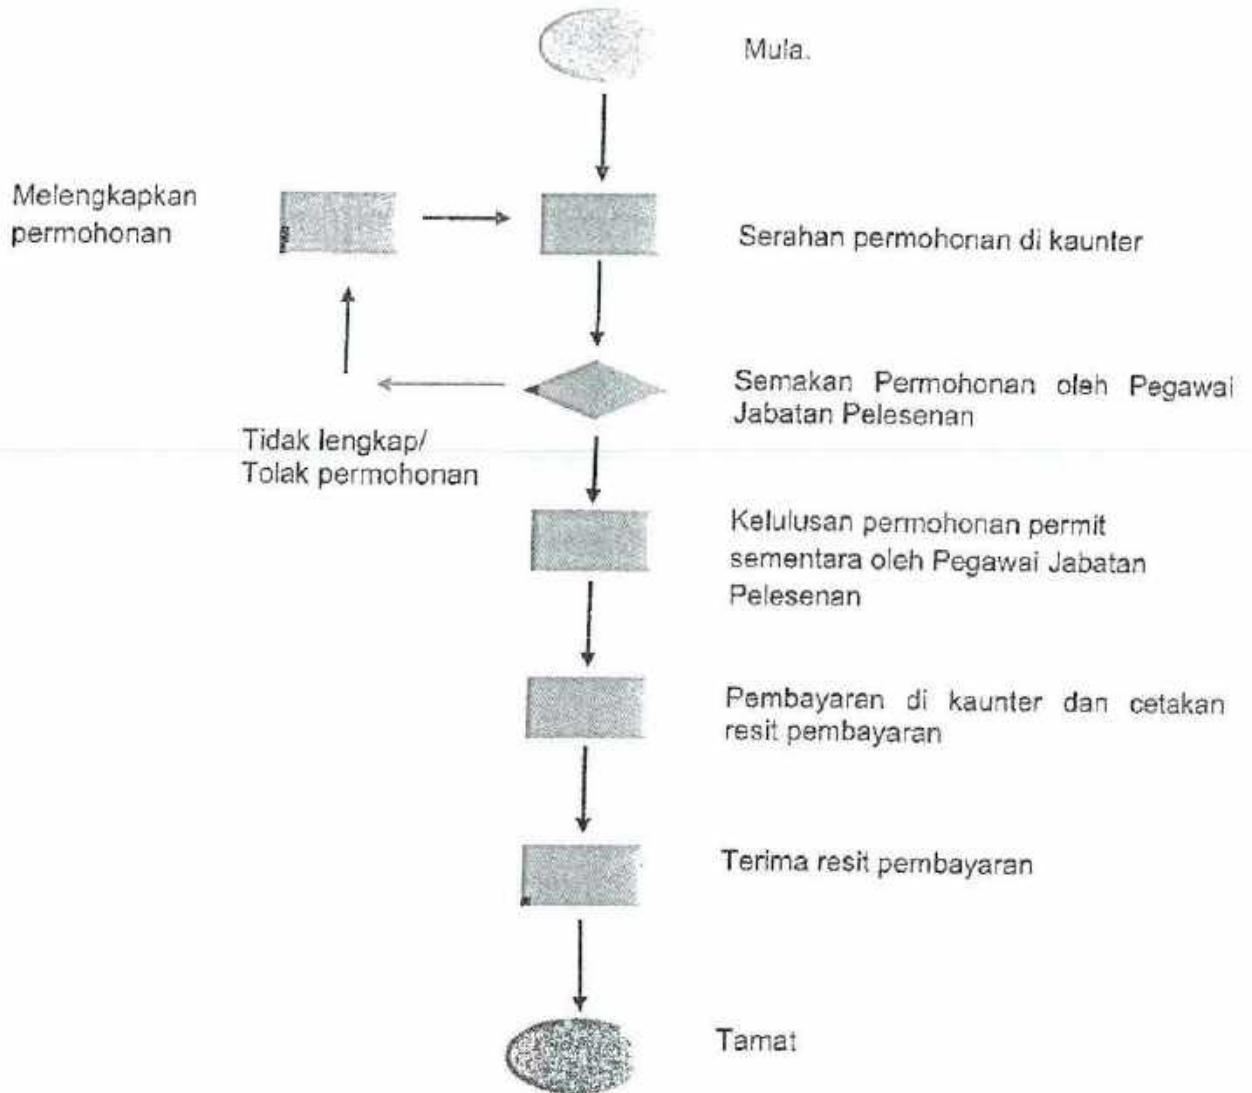 Mula.
Melengkapkan
permohonan
Serahan permohonan di kaunter
Semakan Permohonan oleh Pegawai
Jabatan Pelesenan
Tidak lengkap/
Tolak permohonan
Kelulusan permohonan permit
sementara oleh Pegawai Jabatan
Pelesenan
Pembayaran di kaunter dan cetakan
resit pembayaran
Terima resit pembayaran
Tamat